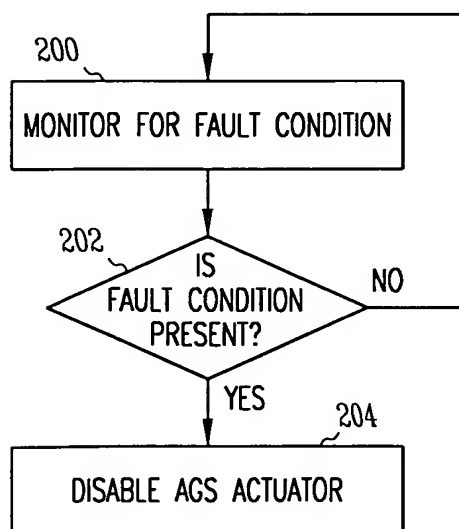 200
MONITOR FOR FAULT CONDITION
202
IS
FAULT CONDITION
PRESENT?
NO
YES
204
DISABLE AGS ACTUATOR